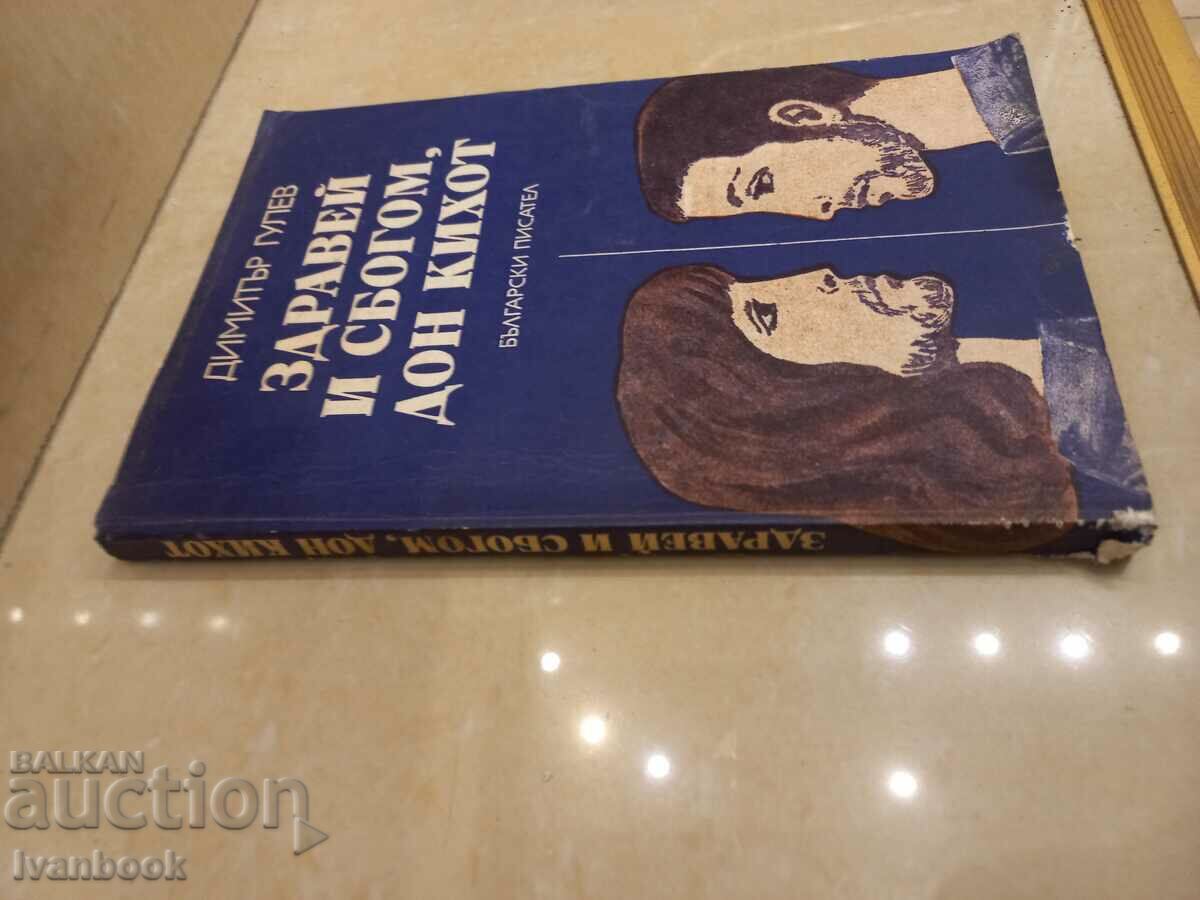 ДИМИТЪР ГУЛЕВ
ЗДРАВЕЙ
И СБОГОМ,
ДОН КИХОТ
БЪЛГАРСКИ ПИСАТЕЛ
ЗДРАВЕЙ И СБОГОМ, ДОН КИХОТ
BALKAN
auction
Ivanbook